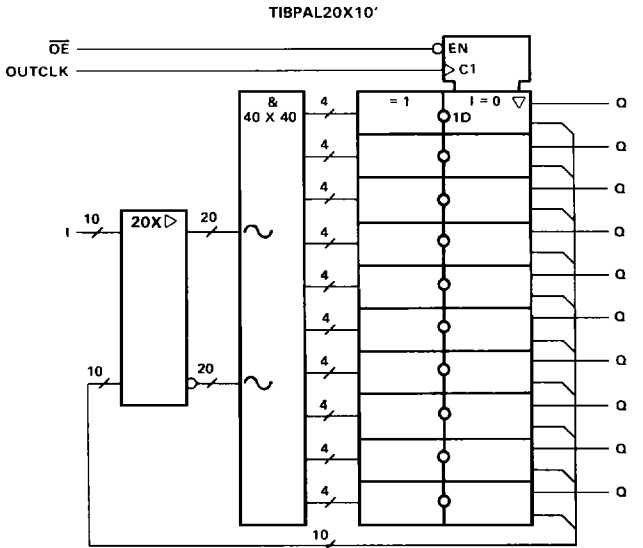 TIBPAL20X10'
OE
EN
OUTCLK
C1
&
40 X 40
4
= 1
I = 0
Q
1D
4
Q
4
Q
10
20X
20
I
4
Q
4
Q
4
Q
10
20
4
Q
4
Q
4
Q
4
Q
10